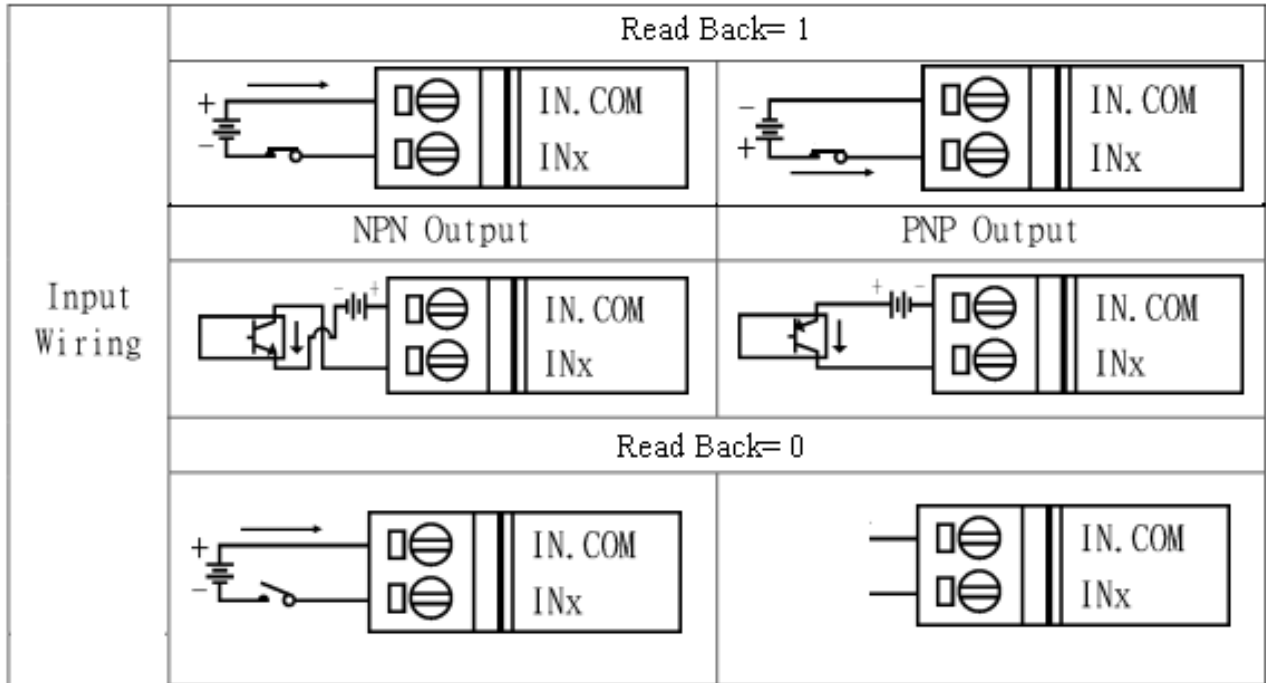 Read Back= 1
+
-
IN. COM
INx
-
+
IN. COM
INx
NPN Output
PNP Output
Input
Wiring
- +
IN. COM
INx
+ -
IN. COM
INx
Read Back= 0
+
-
IN. COM
INx
IN. COM
INx